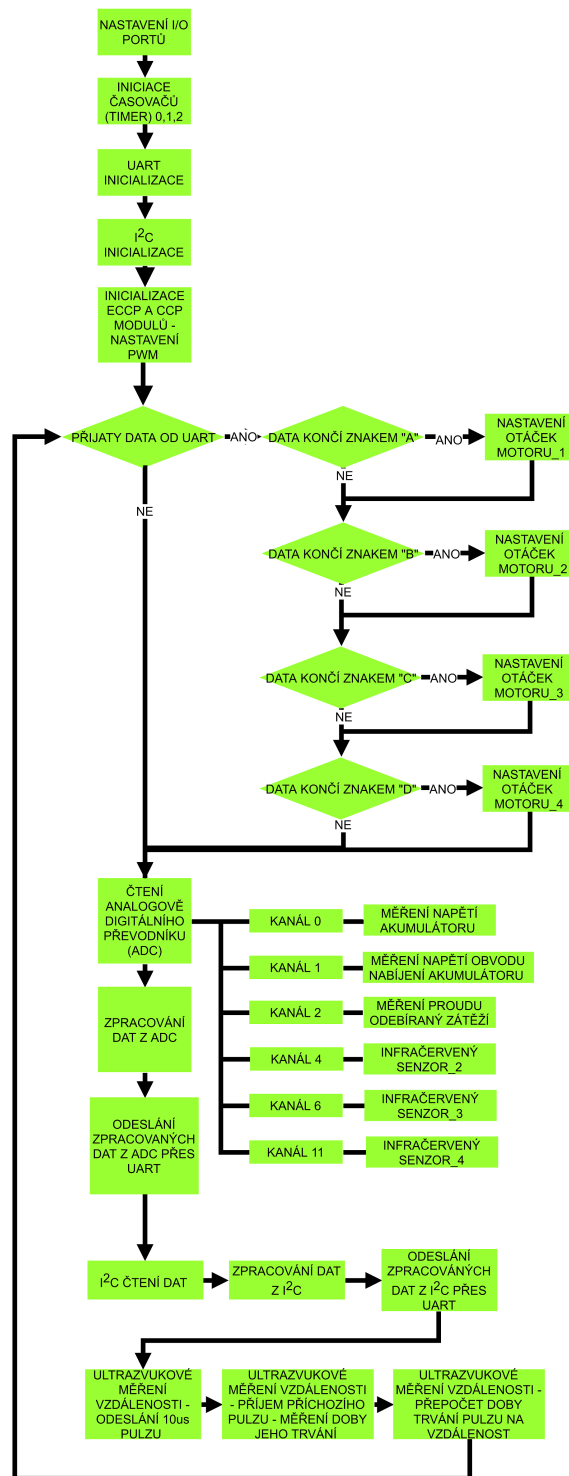 NASTAVENÍ I/O
PORTŮ
INICIACE
ČASOVAČŮ
(TIMER) 0,1,2
UART
INICIALIZACE
I²C
INICIALIZACE
INICIALIZACE
ECCP A CCP
MODULŮ -
NASTAVENÍ
PWM
PŘIJATY DATA OD UART
ANO
DATA KONČÍ ZNAKEM "A"
ANO
NASTAVENÍ
OTÁČEK
MOTORU_1
NE
NE
DATA KONČÍ ZNAKEM "B"
ANO
NASTAVENÍ
OTÁČEK
MOTORU_2
NE
DATA KONČÍ ZNAKEM "C"
ANO
NASTAVENÍ
OTÁČEK
MOTORU_3
NE
DATA KONČÍ ZNAKEM "D"
ANO
NASTAVENÍ
OTÁČEK
MOTORU_4
NE
ČTENÍ
ANALOGOVĚ
DIGITÁLNÍHO
PŘEVODNÍKU
(ADC)
KANÁL 0
MĚŘENÍ NAPĚTÍ
AKUMULÁTORU
KANÁL 1
MĚŘENÍ NAPĚTÍ OBVODU
NABÍJENÍ AKUMULÁTORU
KANÁL 2
MĚŘENÍ PROUDU
ODEBÍRANÝ ZÁTĚŽÍ
KANÁL 4
INFRAČERVENÝ
SENZOR_2
KANÁL 6
INFRAČERVENÝ
SENZOR_3
KANÁL 11
INFRAČERVENÝ
SENZOR_4
ZPRACOVÁNÍ
DAT Z ADC
ODESLÁNÍ
ZPRACOVANÝCH
DAT Z ADC PŘES
UART
I²C ČTENÍ DAT
ZPRACOVÁNÍ DAT
Z I²C
ODESLÁNÍ
ZPRACOVÁNÝCH
DAT Z I²C PŘES
UART
ULTRAZVUKOVÉ
MĚŘENÍ
VZDÁLENOSTI -
ODESLÁNÍ 10us
PULZU
ULTRAZVUKOVÉ
MĚŘENÍ VZDÁLENOSTI
- PŘÍJEM PŘÍCHOZÍHO
PULZU - MĚŘENÍ DOBY
JEHO TRVÁNÍ
ULTRAZVUKOVÉ
MĚŘENÍ VZDÁLENOSTI -
PŘEPOČET DOBY
TRVÁNÍ PULZU NA
VZDÁLENOST